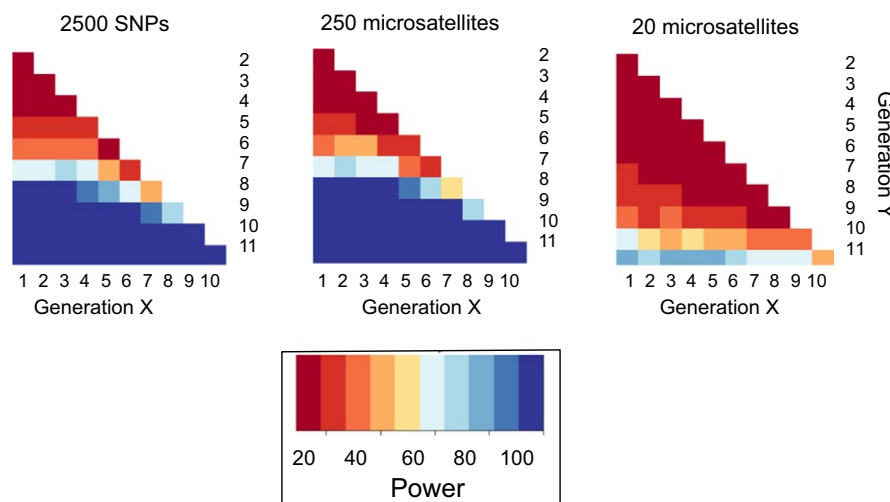 2500 SNPs
250 microsatellites
20 microsatellites
2
3
4
5
6
7
8
9
10
11
1 2 3 4 5 6 7 8 9 10
Generation X
2
3
4
5
6
7
8
9
10
11
1 2 3 4 5 6 7 8 9 10
Generation X
2
3
4
5
6
7
8
9
10
11
Generation Y
1 2 3 4 5 6 7 8 9 10
Generation X
20 40 60 80 100
Power